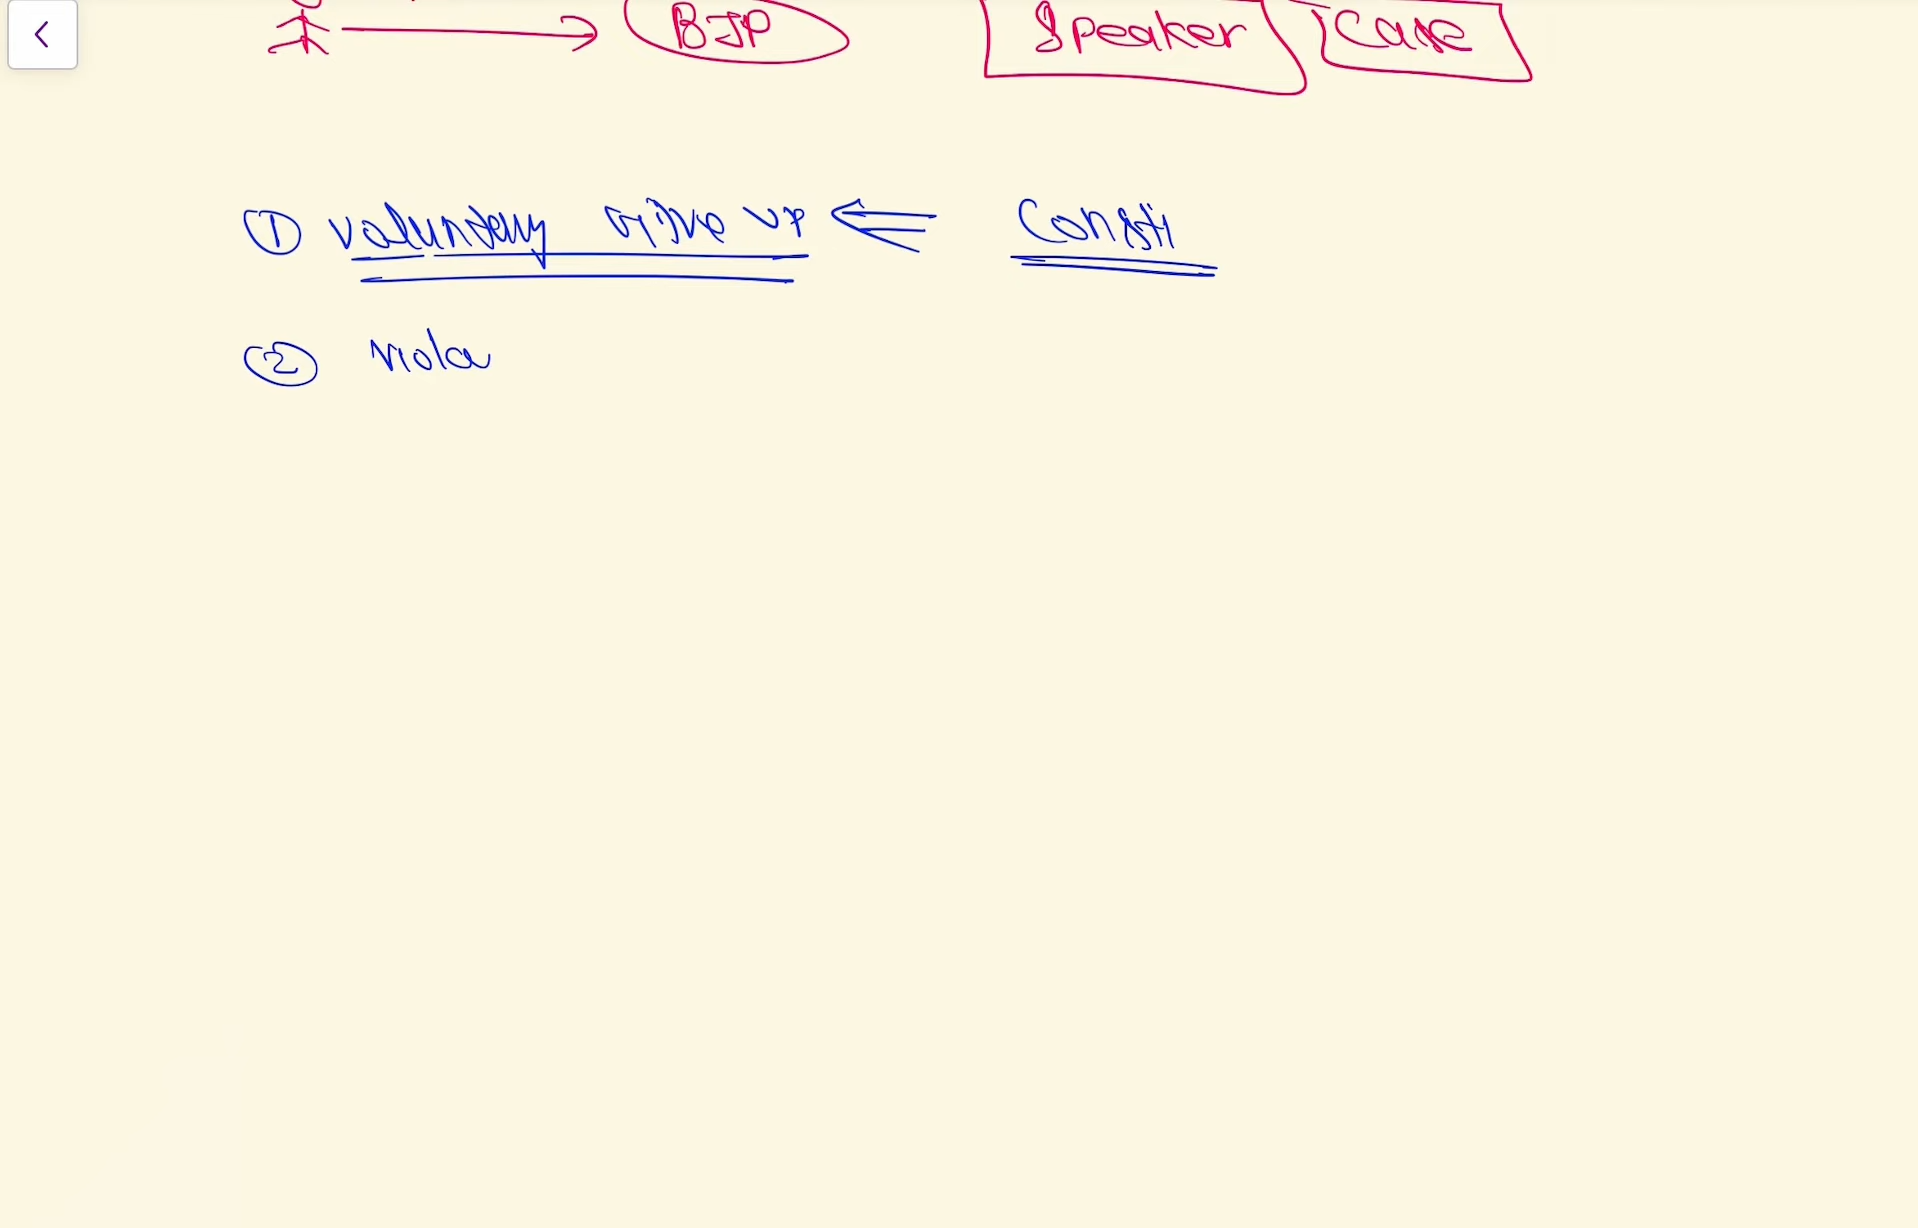 BJP Speaker Case
① voluntary give up ⇐ Consti
② viola